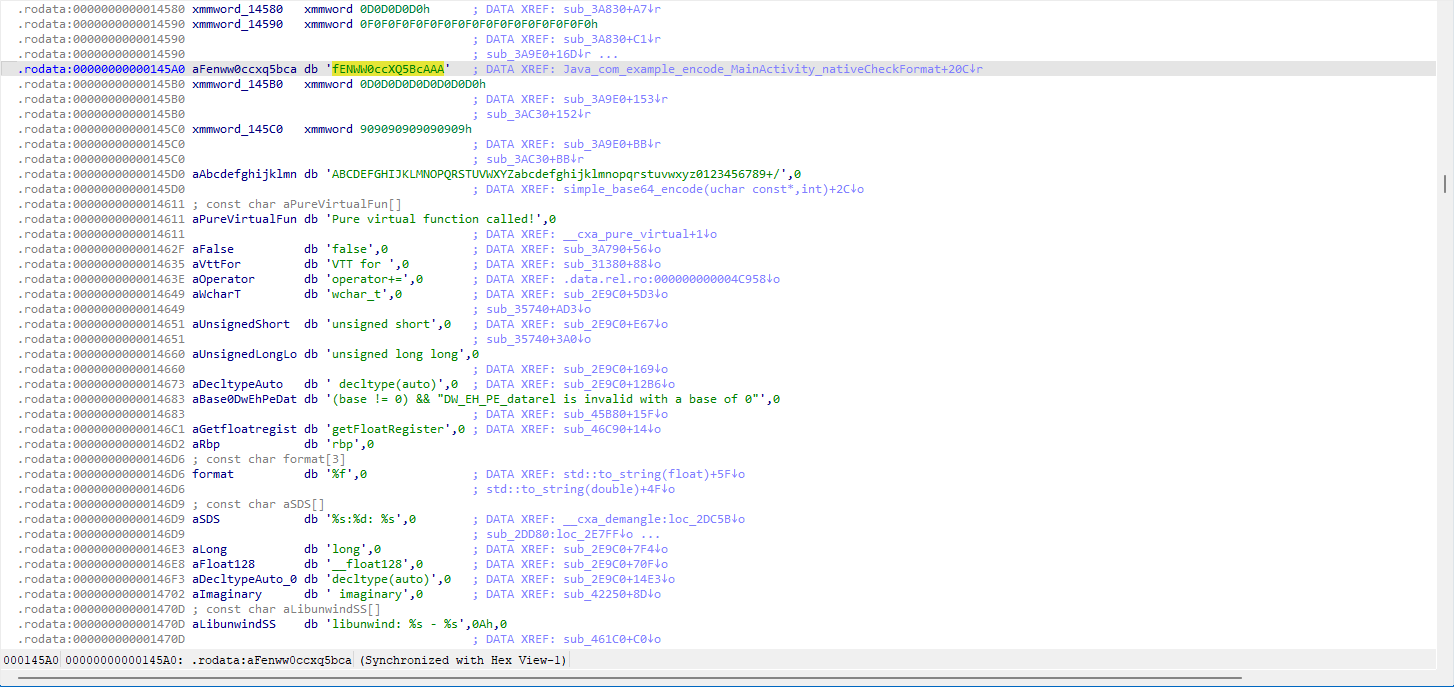 .rodata:0000000000014580 xmmword_14580   xmmword 0D0D0D0D0h      ; DATA XREF: sub_3A830+A7↓r
.rodata:0000000000014590 xmmword_14590   xmmword 0F0F0F0F0F0F0F0F0F0F0F0F0F0F0F0Fh
.rodata:0000000000014590                                         ; DATA XREF: sub_3A830+C1↓r
.rodata:0000000000014590                                         ; sub_3A9E0+16D↓r ...
.rodata:00000000000145A0 aFenww0ccxq5bca db 'fENWW0ccXQ5BcAAA'   ; DATA XREF: Java_com_example_encode_MainActivity_nativeCheckFormat+20C↓r
.rodata:00000000000145B0 xmmword_145B0   xmmword 0D0D0D0D0D0D0D0D0h
.rodata:00000000000145B0                                         ; DATA XREF: sub_3A9E0+153↓r
.rodata:00000000000145B0                                         ; sub_3AC30+152↓r
.rodata:00000000000145C0 xmmword_145C0   xmmword 909090909090909h
.rodata:00000000000145C0                                         ; DATA XREF: sub_3A9E0+BB↓r
.rodata:00000000000145C0                                         ; sub_3AC30+BB↓r
.rodata:00000000000145D0 aAbcdefghijklmn db 'ABCDEFGHIJKLMNOPQRSTUVWXYZabcdefghijklmnopqrstuvwxyz0123456789+/',0
.rodata:00000000000145D0                                         ; DATA XREF: simple_base64_encode(uchar const*,int)+2C↓o
.rodata:0000000000014611 ; const char aPureVirtualFun[]
.rodata:0000000000014611 aPureVirtualFun db 'Pure virtual function called!',0
.rodata:0000000000014611                                         ; DATA XREF: __cxa_pure_virtual+1↓o
.rodata:000000000001462F aFalse          db 'false',0            ; DATA XREF: sub_3A790+56↓o
.rodata:0000000000014635 aVttFor         db 'VTT for ',0         ; DATA XREF: sub_31380+88↓o
.rodata:000000000001463E aOperator       db 'operator+=',0       ; DATA XREF: .data.rel.ro:000000000004C958↓o
.rodata:0000000000014649 aWcharT         db 'wchar_t',0          ; DATA XREF: sub_2E9C0+5D3↓o
.rodata:0000000000014649                                         ; sub_35740+AD3↓o
.rodata:0000000000014651 aUnsignedShort  db 'unsigned short',0   ; DATA XREF: sub_2E9C0+E67↓o
.rodata:0000000000014651                                         ; sub_35740+3A0↓o
.rodata:0000000000014660 aUnsignedLongLo db 'unsigned long long',0
.rodata:0000000000014660                                         ; DATA XREF: sub_2E9C0+169↓o
.rodata:0000000000014673 aDecltypeAuto   db ' decltype(auto)',0  ; DATA XREF: sub_2E9C0+12B6↓o
.rodata:0000000000014683 aBase0DwEhPeDat db '(base != 0) && "DW_EH_PE_datarel is invalid with a base of 0"',0
.rodata:0000000000014683                                         ; DATA XREF: sub_45B80+15F↓o
.rodata:00000000000146C1 aGetfloatregist db 'getFloatRegister',0 ; DATA XREF: sub_46C90+14↓o
.rodata:00000000000146D2 aRbp            db 'rbp',0
.rodata:00000000000146D6 ; const char format[3]
.rodata:00000000000146D6 format          db '%f',0               ; DATA XREF: std::to_string(float)+5F↓o
.rodata:00000000000146D6                                         ; std::to_string(double)+4F↓o
.rodata:00000000000146D9 ; const char aSDS[]
.rodata:00000000000146D9 aSDS            db '%s:%d: %s',0        ; DATA XREF: __cxa_demangle:loc_2DC5B↓o
.rodata:00000000000146D9                                         ; sub_2DD80:loc_2E7FF↓o ...
.rodata:00000000000146E3 aLong           db 'long',0             ; DATA XREF: sub_2E9C0+7F4↓o
.rodata:00000000000146E8 aFloat128       db '__float128',0       ; DATA XREF: sub_2E9C0+70F↓o
.rodata:00000000000146F3 aDecltypeAuto_0 db 'decltype(auto)',0   ; DATA XREF: sub_2E9C0+14E3↓o
.rodata:0000000000014702 aImaginary      db ' imaginary',0       ; DATA XREF: sub_42250+8D↓o
.rodata:000000000001470D ; const char aLibunwindSS[]
.rodata:000000000001470D aLibunwindSS    db 'libunwind: %s - %s',0Ah,0
.rodata:000000000001470D                                         ; DATA XREF: sub_461C0+C0↓o
000145A0 00000000000145A0: .rodata:aFenww0ccxq5bca (Synchronized with Hex View-1)